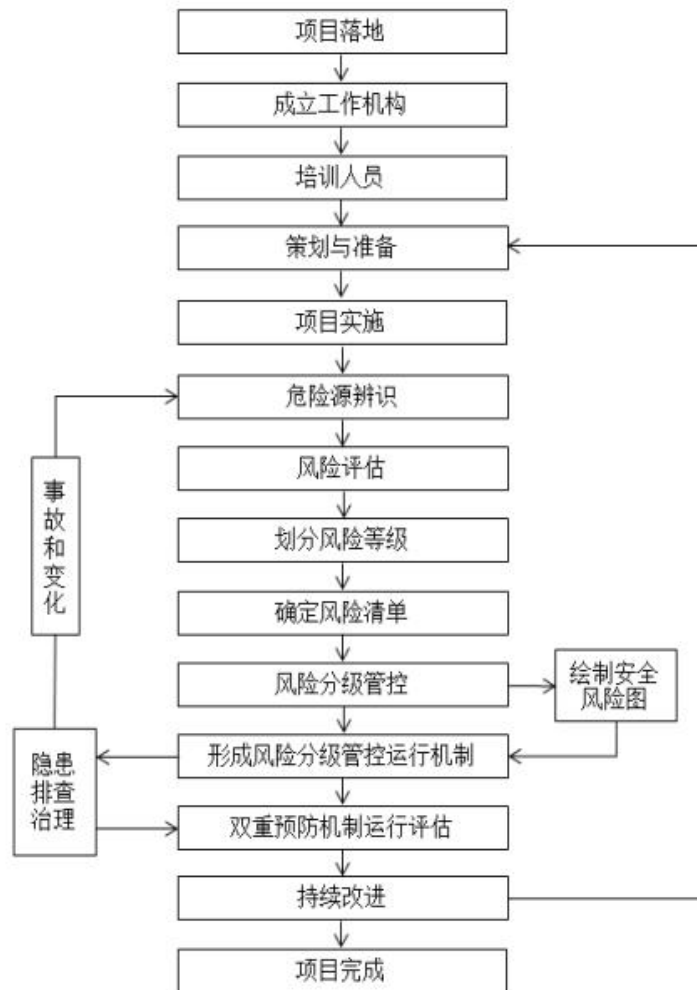 项目落地
成立工作机构
培训人员
策划与准备
项目实施
危险源辨识
风险评估
事故和变化
划分风险等级
确定风险清单
风险分级管控
绘制安全
风险图
形成风险分级管控运行机制
隐患
排查
治理
双重预防机制运行评估
持续改进
项目完成